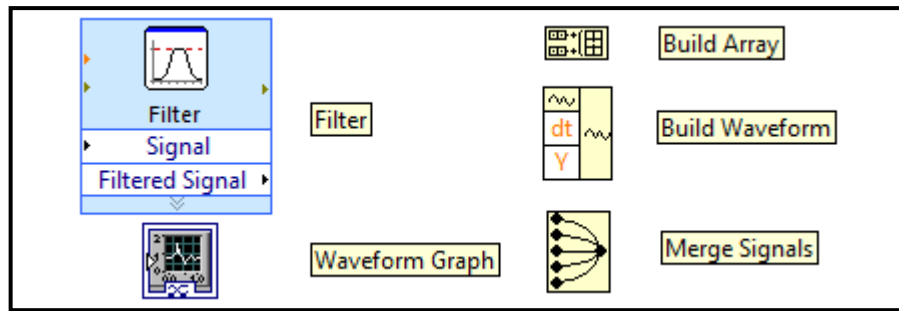 Filter
Signal
Filtered Signal
Filter
Waveform Graph
Build Array
dt
Y
Build Waveform
Merge Signals